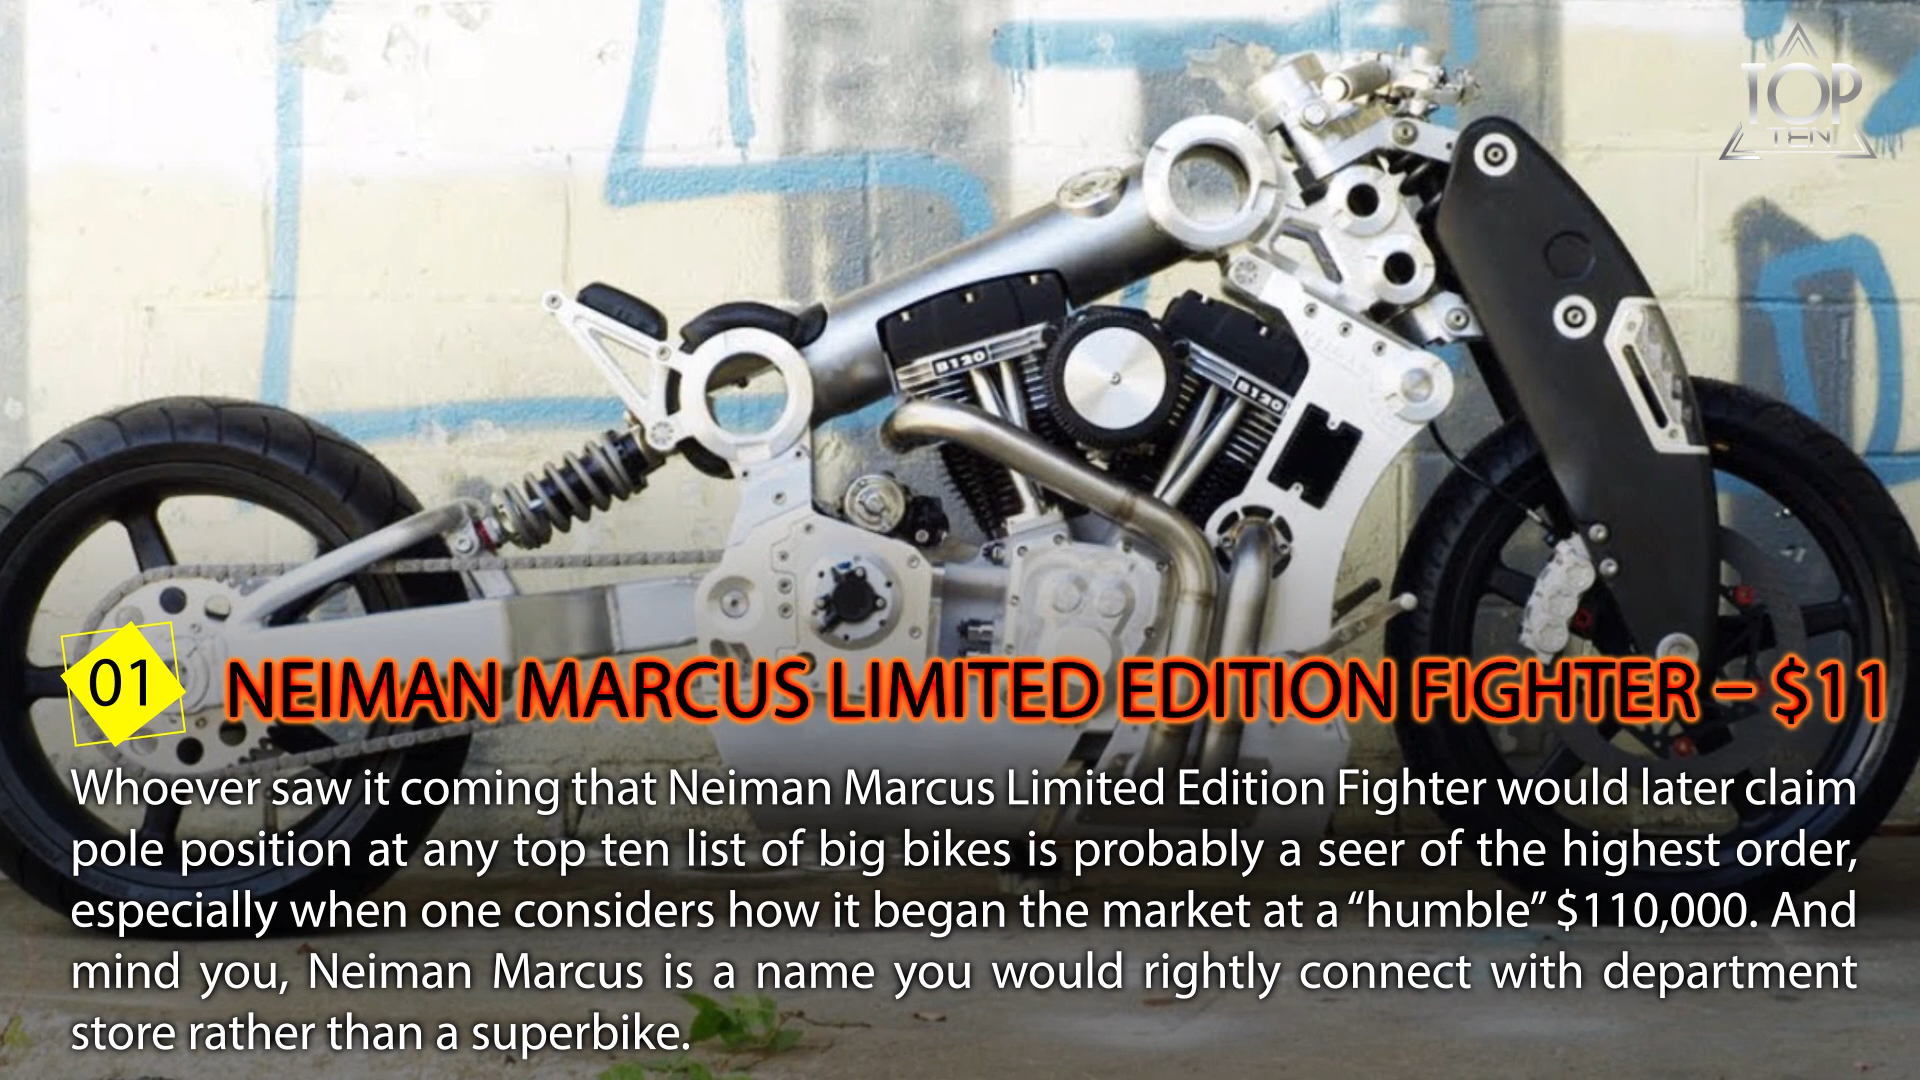 TOP
TEN
B120
B120
01
NEIMAN MARCUS LIMITED EDITION FIGHTER – $11
Whoever saw it coming that Neiman Marcus Limited Edition Fighter would later claim
pole position at any top ten list of big bikes is probably a seer of the highest order,
especially when one considers how it began the market at a “humble” $110,000. And
mind you, Neiman Marcus is a name you would rightly connect with department
store rather than a superbike.